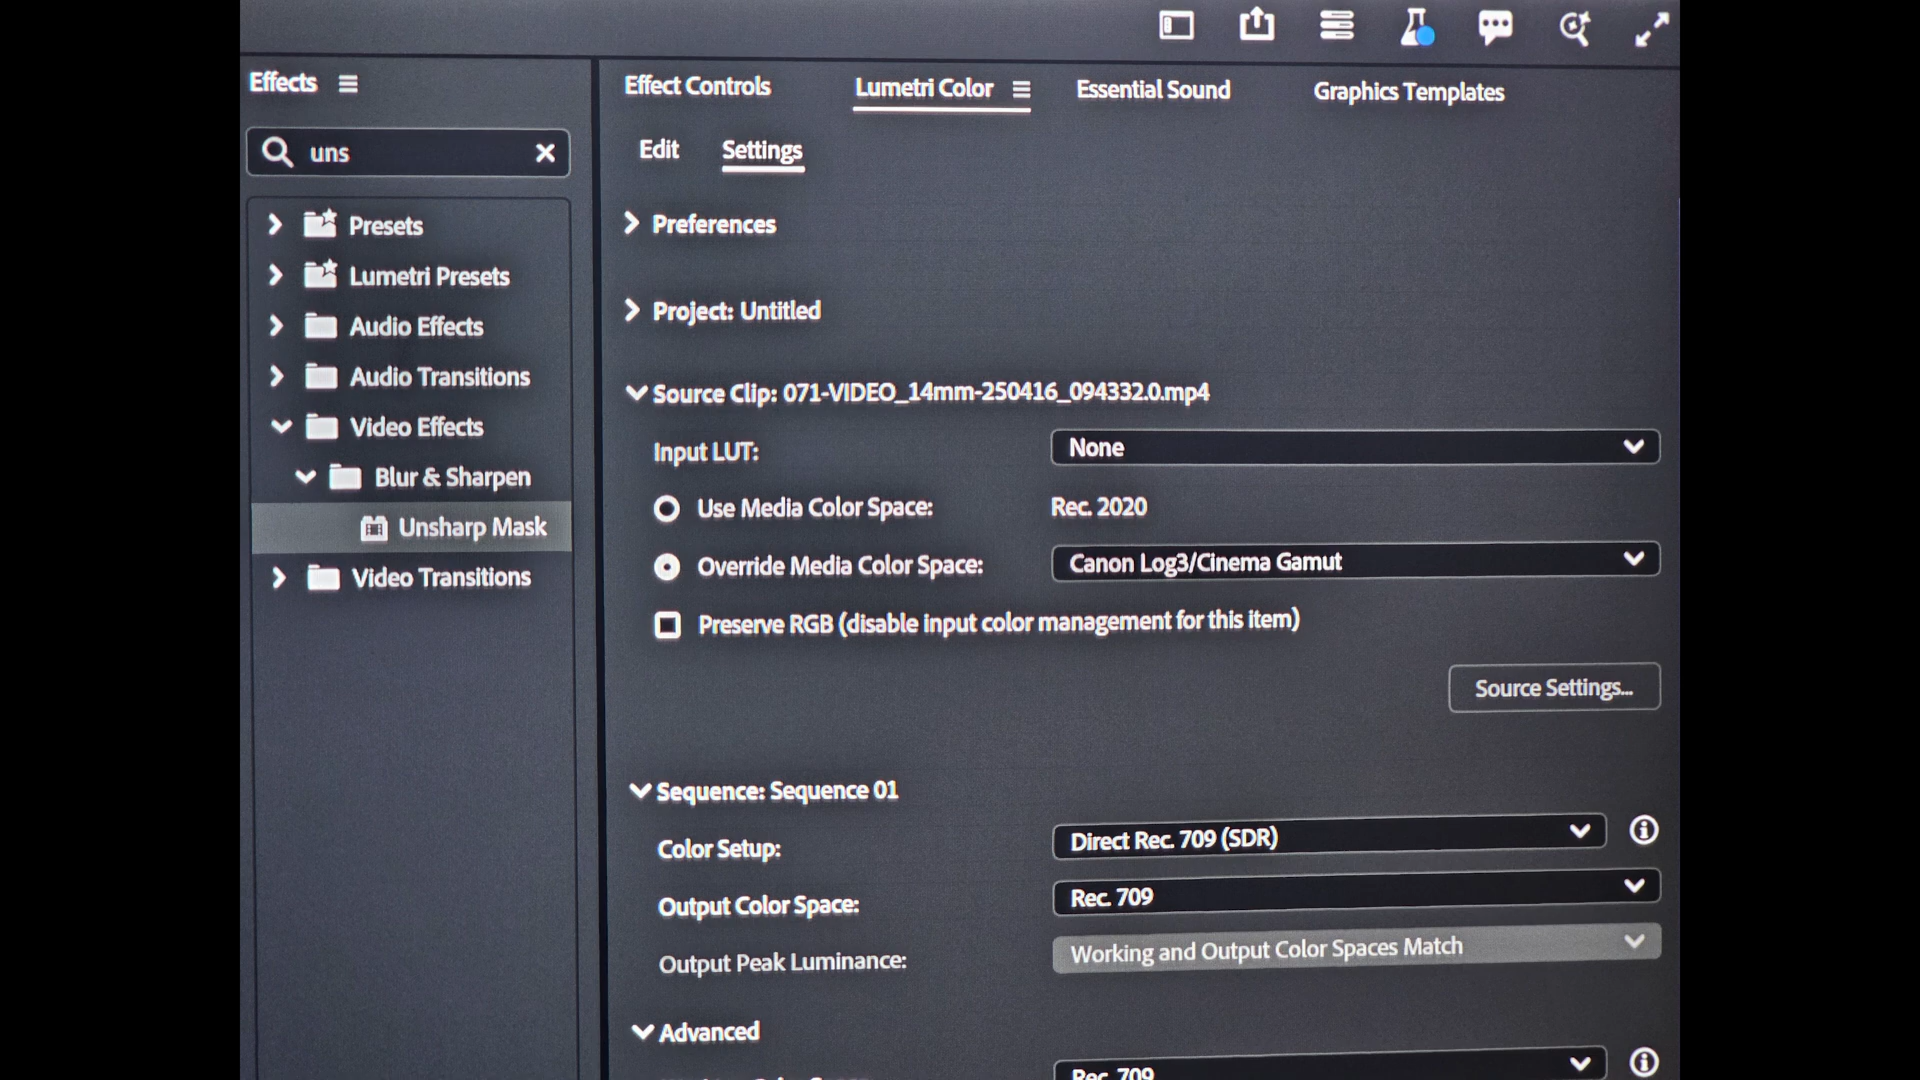 Effects
uns
Presets
Lumetri Presets
Audio Effects
Audio Transitions
Video Effects
Blur & Sharpen
Unsharp Mask
Video Transitions
Effect Controls
Lumetri Color
Essential Sound
Graphics Templates
Edit
Settings
Preferences
Project: Untitled
Source Clip: 071-VIDEO_14mm-250416_094332.0.mp4
Input LUT:
None
Use Media Color Space:
Rec. 2020
Override Media Color Space:
Canon Log3/Cinema Gamut
Preserve RGB (disable input color management for this item)
Source Settings...
Sequence: Sequence 01
Color Setup:
Direct Rec. 709 (SDR)
Output Color Space:
Rec. 709
Output Peak Luminance:
Working and Output Color Spaces Match
Advanced
Rec. 709